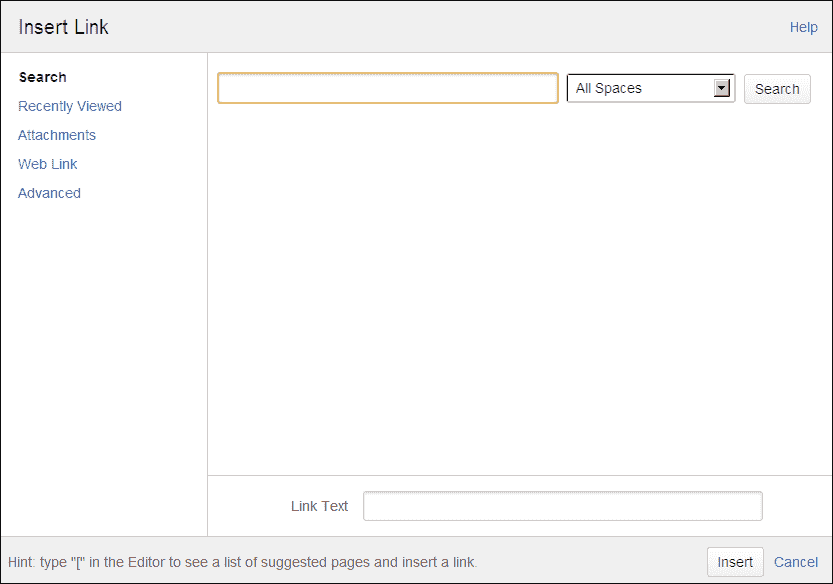 Insert Link
Help
Search
Recently Viewed
Attachments
Web Link
Advanced
All Spaces
Search
Link Text
Hint: type "[" in the Editor to see a list of suggested pages and insert a link.
Insert
Cancel